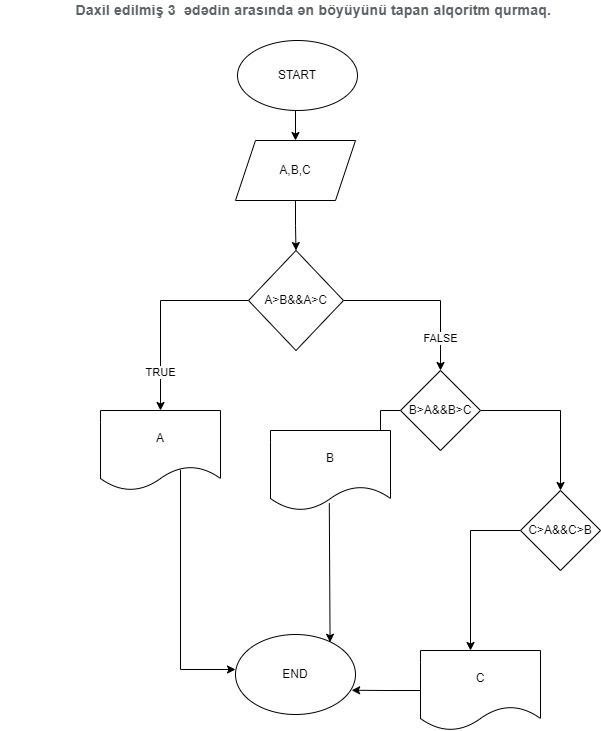 Daxil edilmiş 3 ədədin arasında ən böyüyünü tapan alqoritm qurmaq.
START
A,B,C
A>B&&A>C
FALSE
TRUE
B>A&&B>C
A
B
C>A&&C>B
END
C